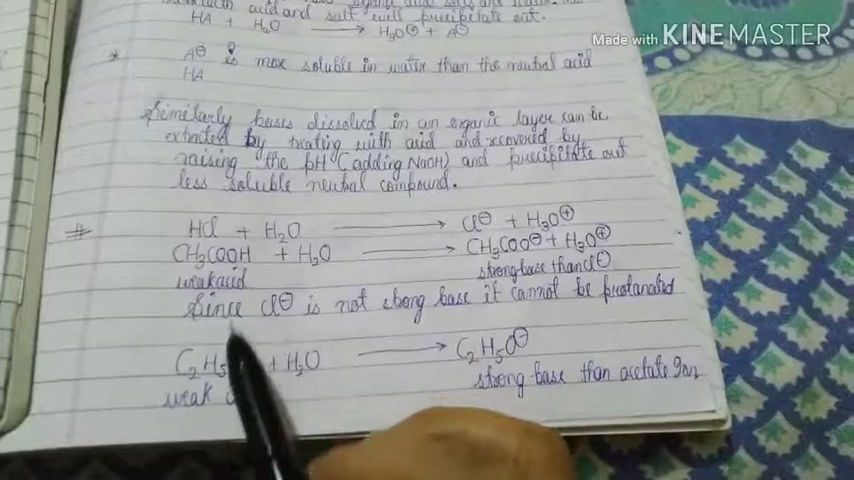 acid and salt will precipitate out.
HA + H₂O → H₃O⊕ + A⊖
Made with KINEMASTER
* A⊖ is more soluble in water than the neutral acid
HA
Similarly bases dissolved in an organic layer can be
extracted by treating with acid and recovered by
raising the pH (adding NaOH) and precipitate out
less soluble neutral compound.
# HCl + H₂O → Cl⊖ + H₃O⊕
CH₃COOH + H₂O → CH₃COO⊖ + H₃O⊕
weak acid strong base than Cl⊖
Since Cl⊖ is not strong base it cannot be protonated
C₂H₅ + H₂O → C₂H₅O⊖
weak strong base than acetate Ion